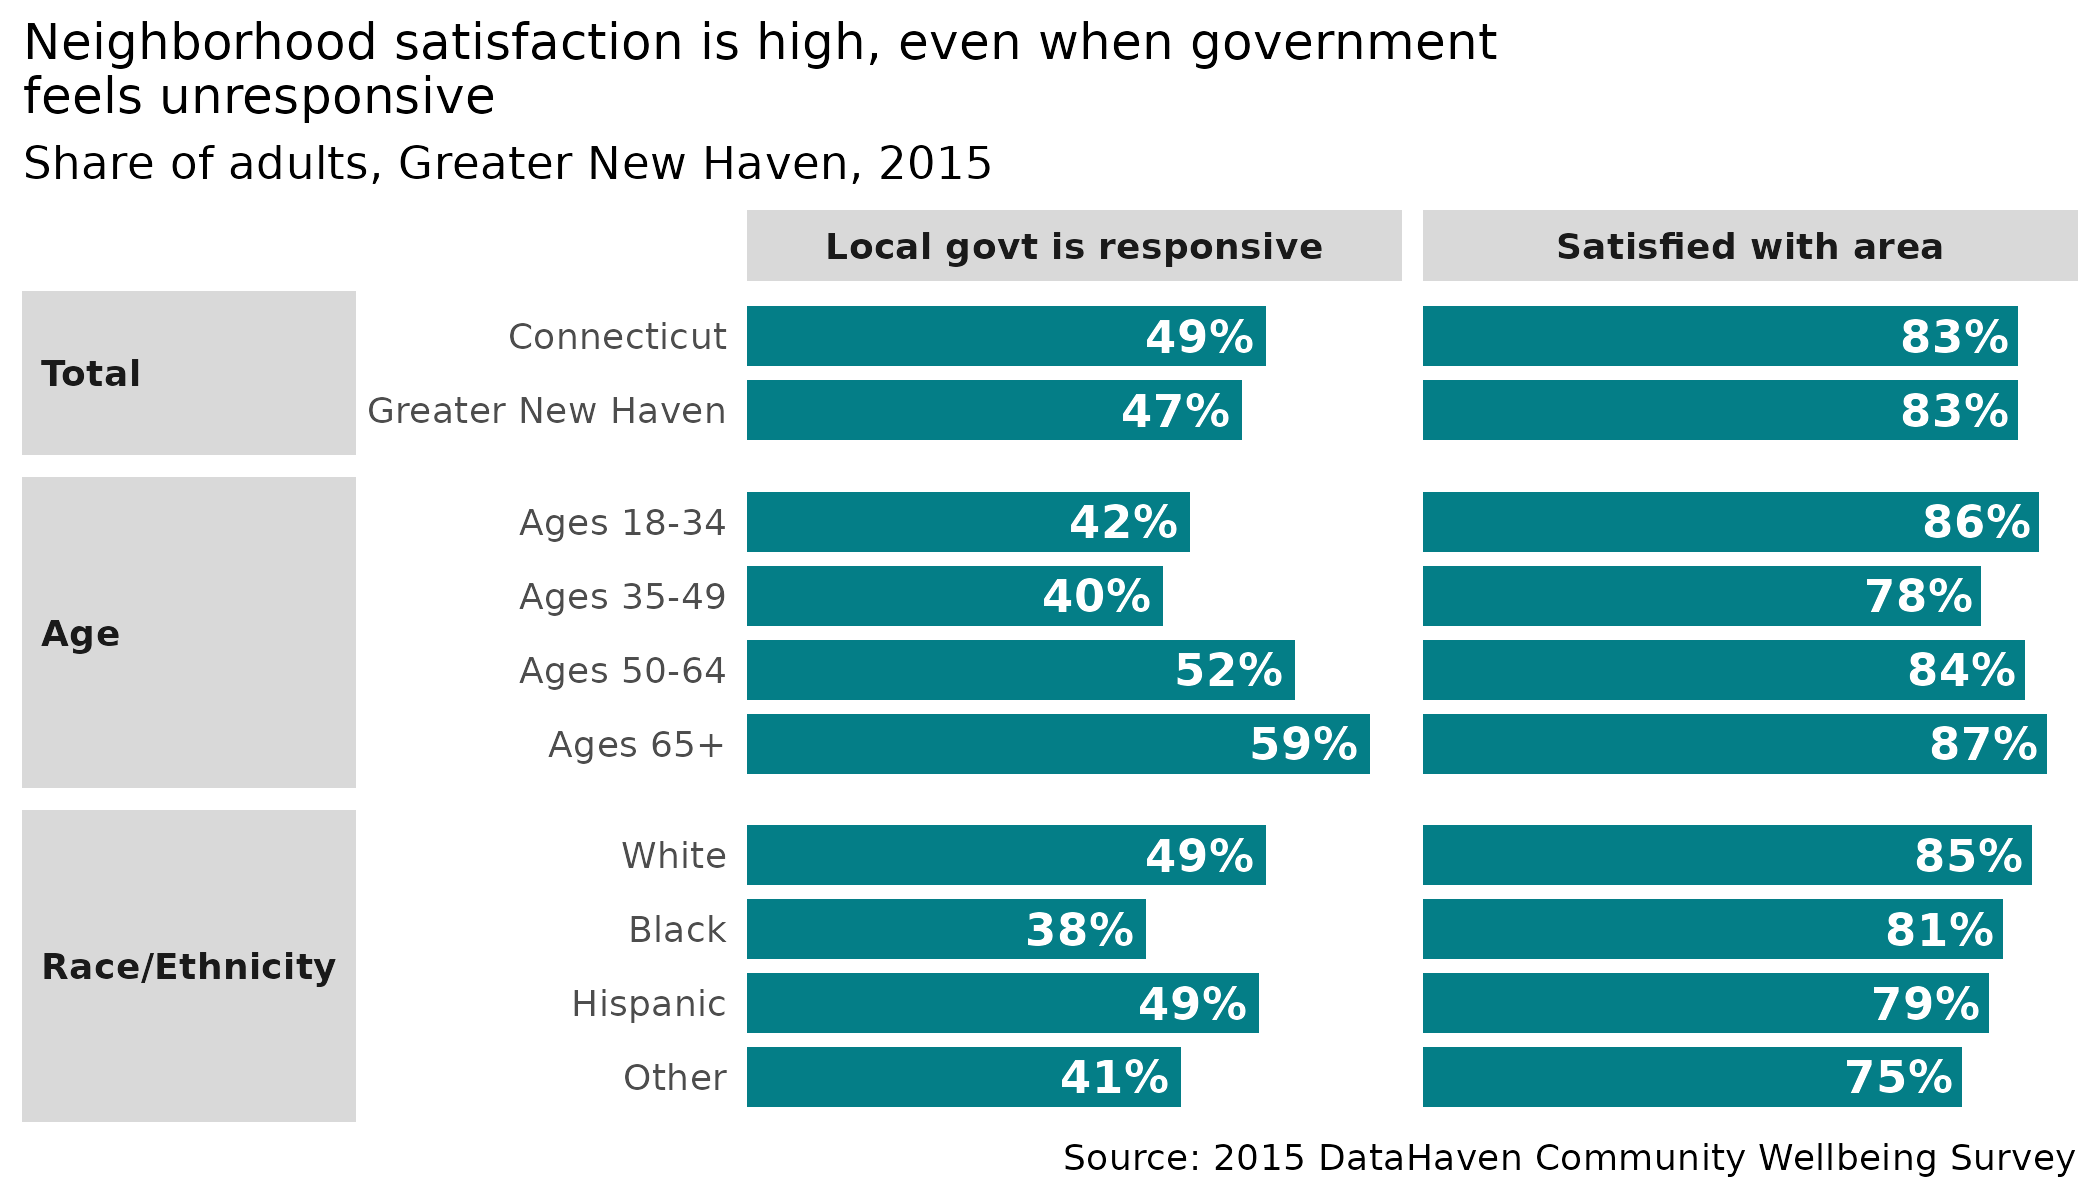 Neighborhood satisfaction is high, even when government
feels unresponsive
Share of adults, Greater New Haven, 2015
Local govt is responsive
Satisfied with area
Total
Connecticut
49%
83%
Greater New Haven
47%
83%
Age
Ages 18-34
42%
86%
Ages 35-49
40%
78%
Ages 50-64
52%
84%
Ages 65+
59%
87%
Race/Ethnicity
White
49%
85%
Black
38%
81%
Hispanic
49%
79%
Other
41%
75%
Source: 2015 DataHaven Community Wellbeing Survey